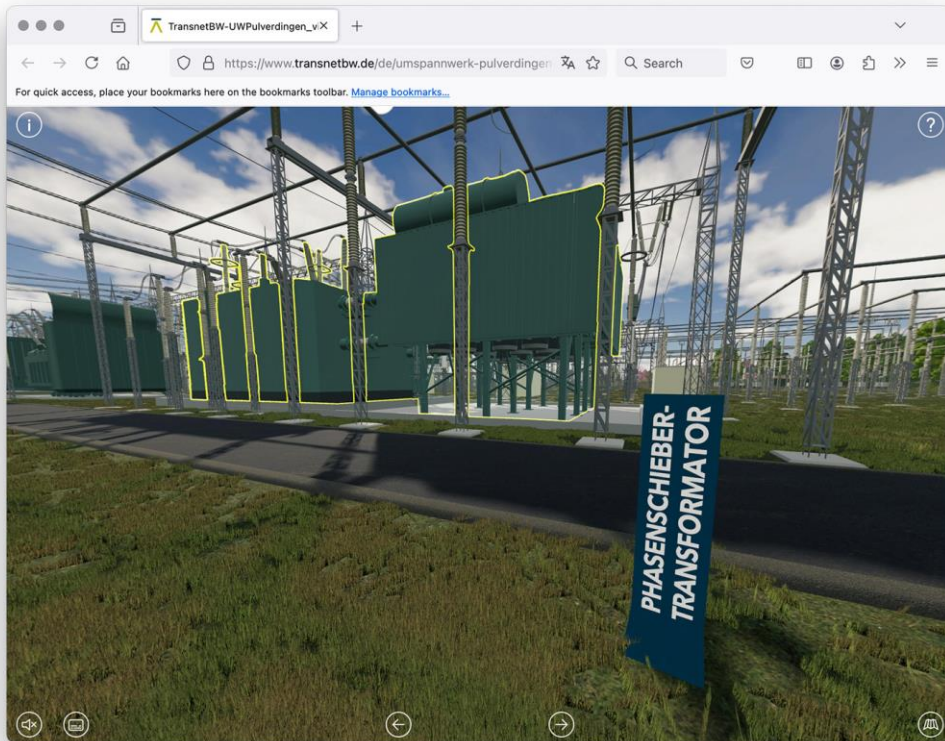 TransnetBW-UWPulverdingen_vi
https://www.transnetbw.de/de/umspannwerk-pulverdingen
Search
For quick access, place your bookmarks here on the bookmarks toolbar. Manage bookmarks...
i
?
PHASENSCHIEBER-
TRANSFORMATOR